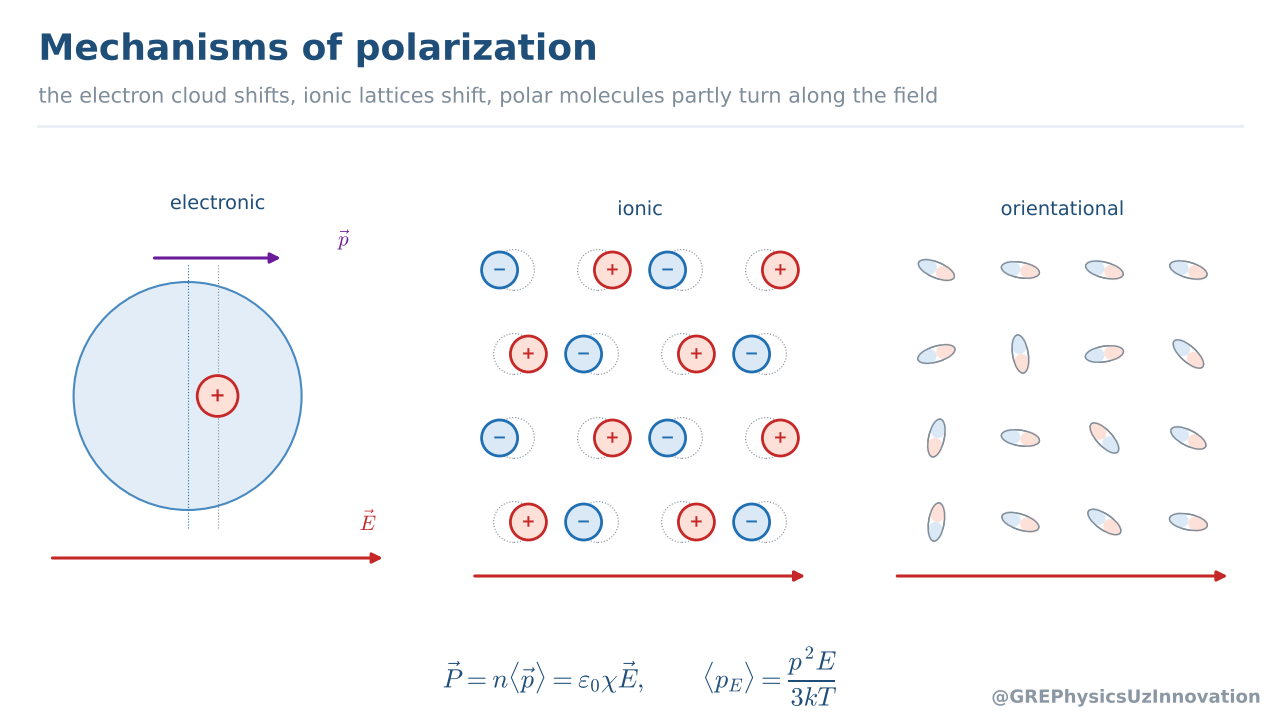 Mechanisms of polarization
the electron cloud shifts, ionic lattices shift, polar molecules partly turn along the field
electronic
ionic
orientational
p⃗
− + − +
+ − + −
− + − +
+ − + −
+
E⃗
P⃗ = n⟨p⃗⟩ = ε₀χE⃗, ⟨p_E⟩ = p²E/3kT
@GREPhysicsUzInnovation